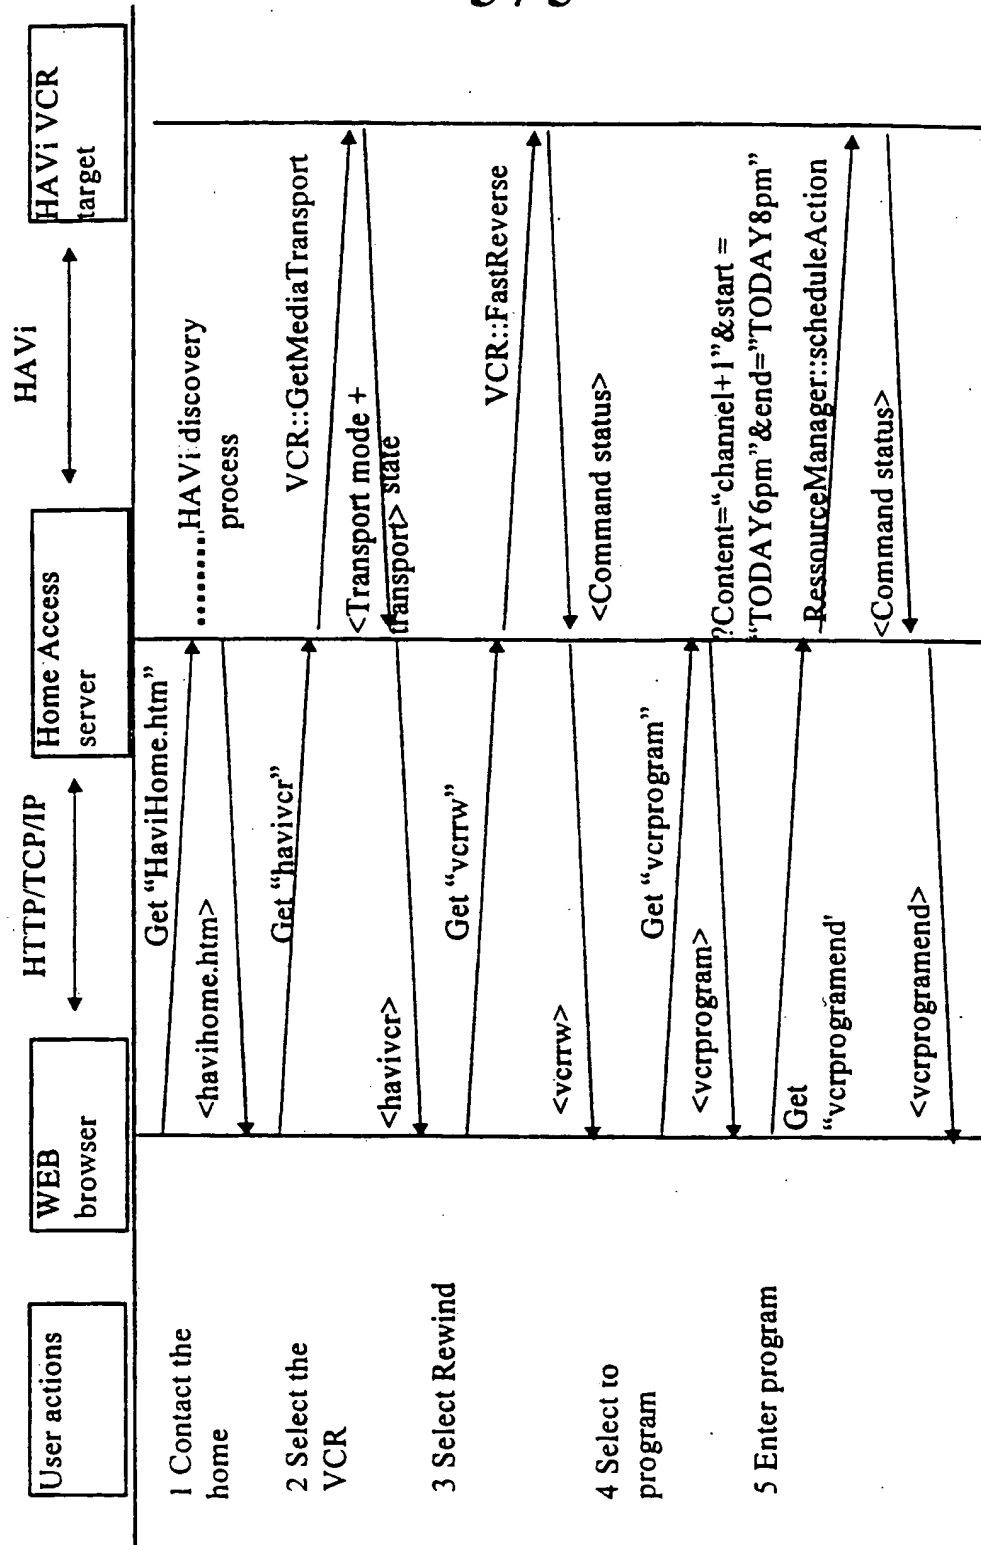 User actions
WEB
browser
HTTP/TCP/IP
Home Access
server
HAVi
HAVi VCR
target
1 Contact the
home
Get “HaviHome.htm”
<havihome.htm>
HAVi discovery
process
2 Select the
VCR
Get “havivcr”
VCR::GetMediaTransport
<Transport mode +
transport> state
<havivcr>
3 Select Rewind
Get “vcrrw”
VCR::FastReverse
<Command status>
<vcrrw>
4 Select to
program
Get “vcrprogram”
<vcrprogram>
5 Enter program
Get
“vcrprogramend'
?Content=“channel+1”&start =
“TODAY6pm”&end=”TODAY8pm”
RessourceManager::scheduleAction
<Command status>
<vcrprogramend>